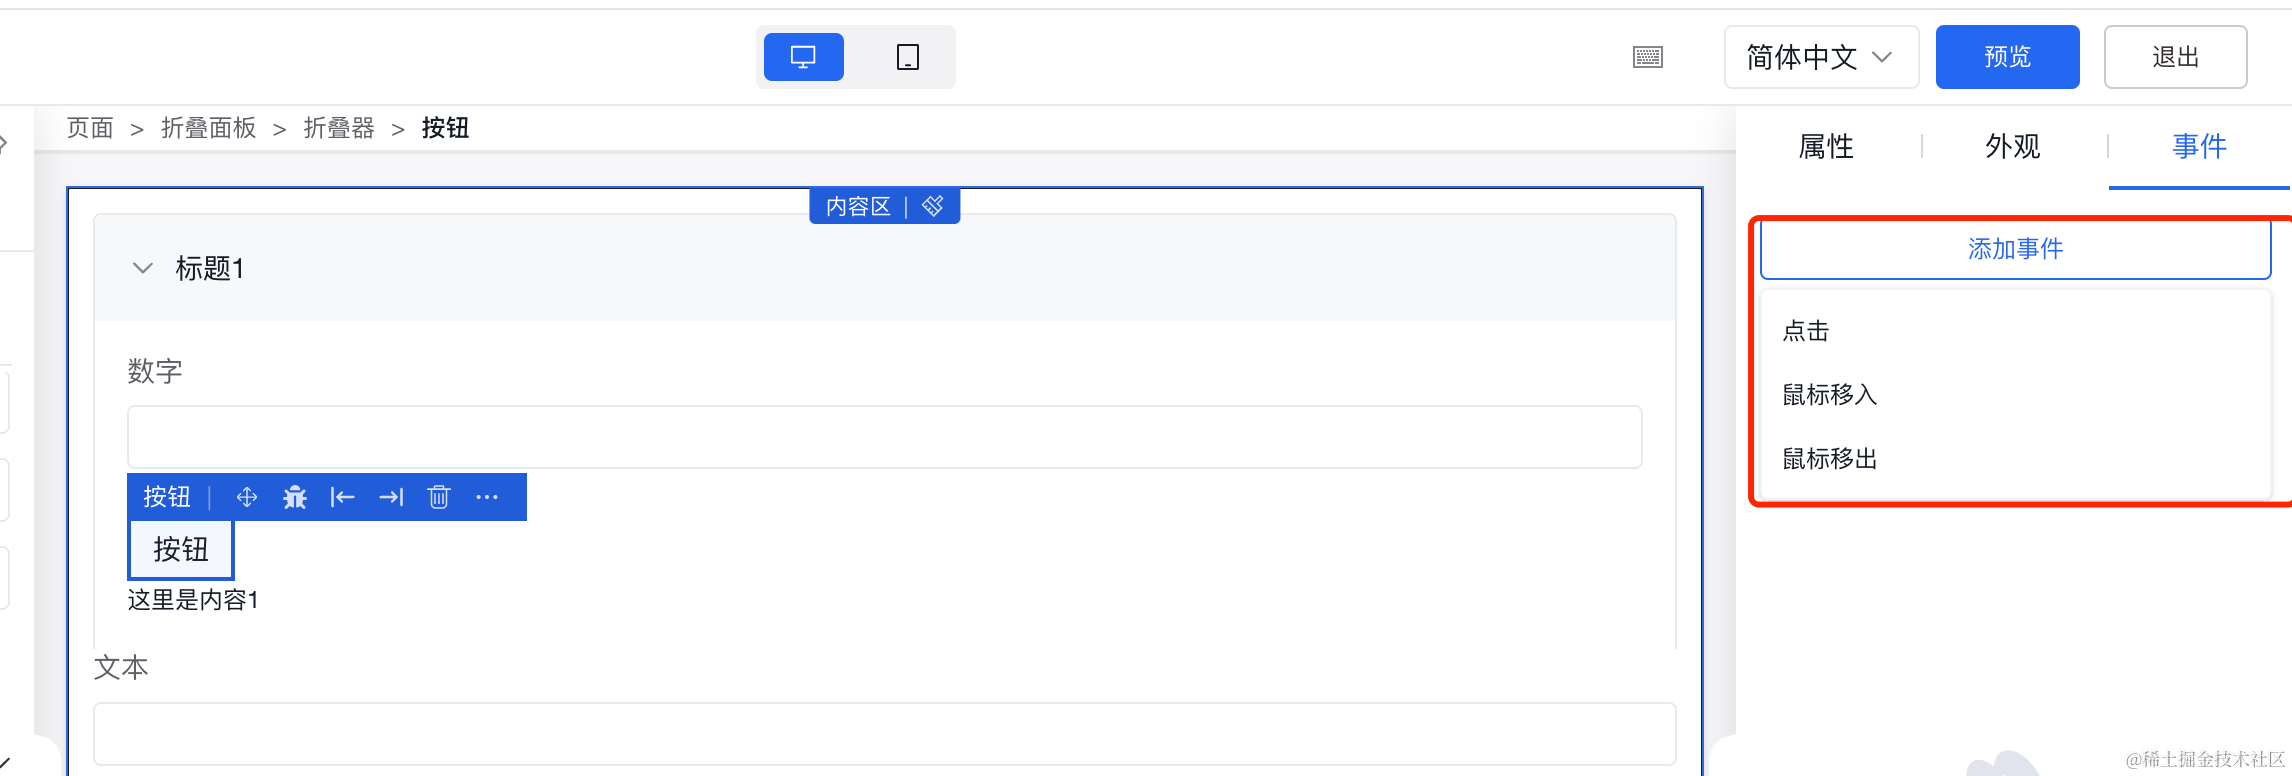 简体中文
预览
退出
页面 > 折叠面板 > 折叠器 > 按钮
属性
外观
事件
内容区
添加事件
标题1
点击
鼠标移入
鼠标移出
数字
按钮
按钮
这里是内容1
文本
@稀土掘金技术社区